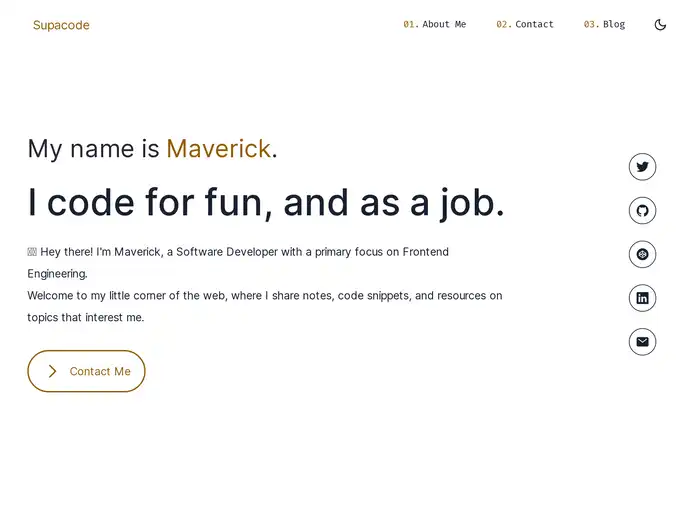 Supacode
01. About Me
02. Contact
03. Blog
My name is Maverick.
I code for fun, and as a job.
Hey there! I'm Maverick, a Software Developer with a primary focus on Frontend
Engineering.
Welcome to my little corner of the web, where I share notes, code snippets, and resources on
topics that interest me.
Contact Me